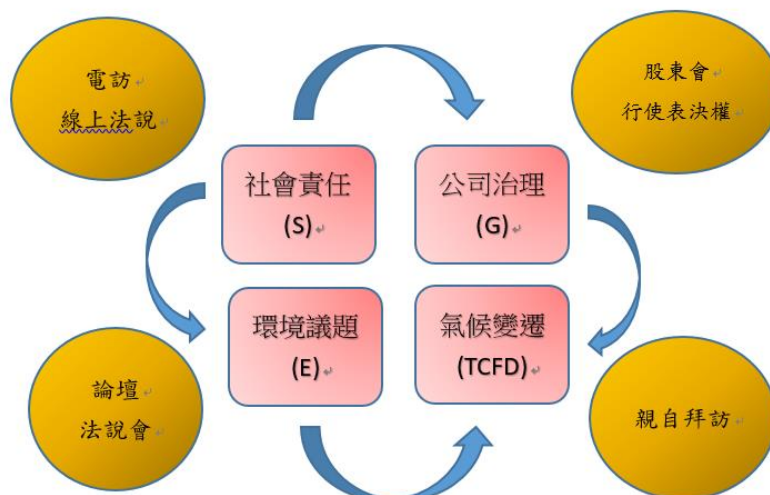 電訪
線上法說
股東會
行使表決權
社會責任
(S)
公司治理
(G)
環境議題
(E)
氣候變遷
(TCFD)
論壇
法說會
親自拜訪